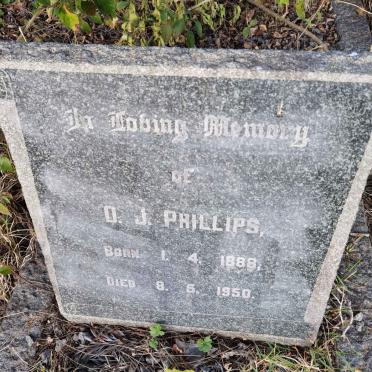 In Loving Memory
of
D. J. Phillips,
Born 1. 4. 1889.
Died 8. 5. 1950.